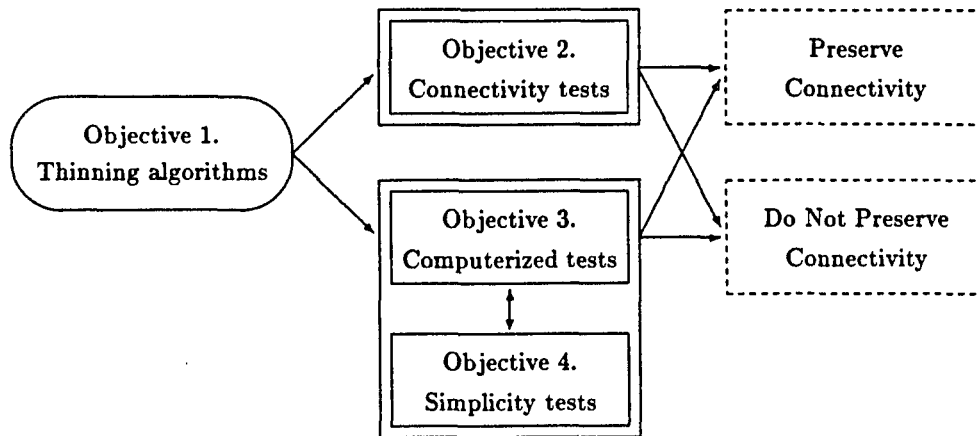 Objective 1.
Thinning algorithms
Objective 2.
Connectivity tests
Objective 3.
Computerized tests
Objective 4.
Simplicity tests
Preserve
Connectivity
Do Not Preserve
Connectivity